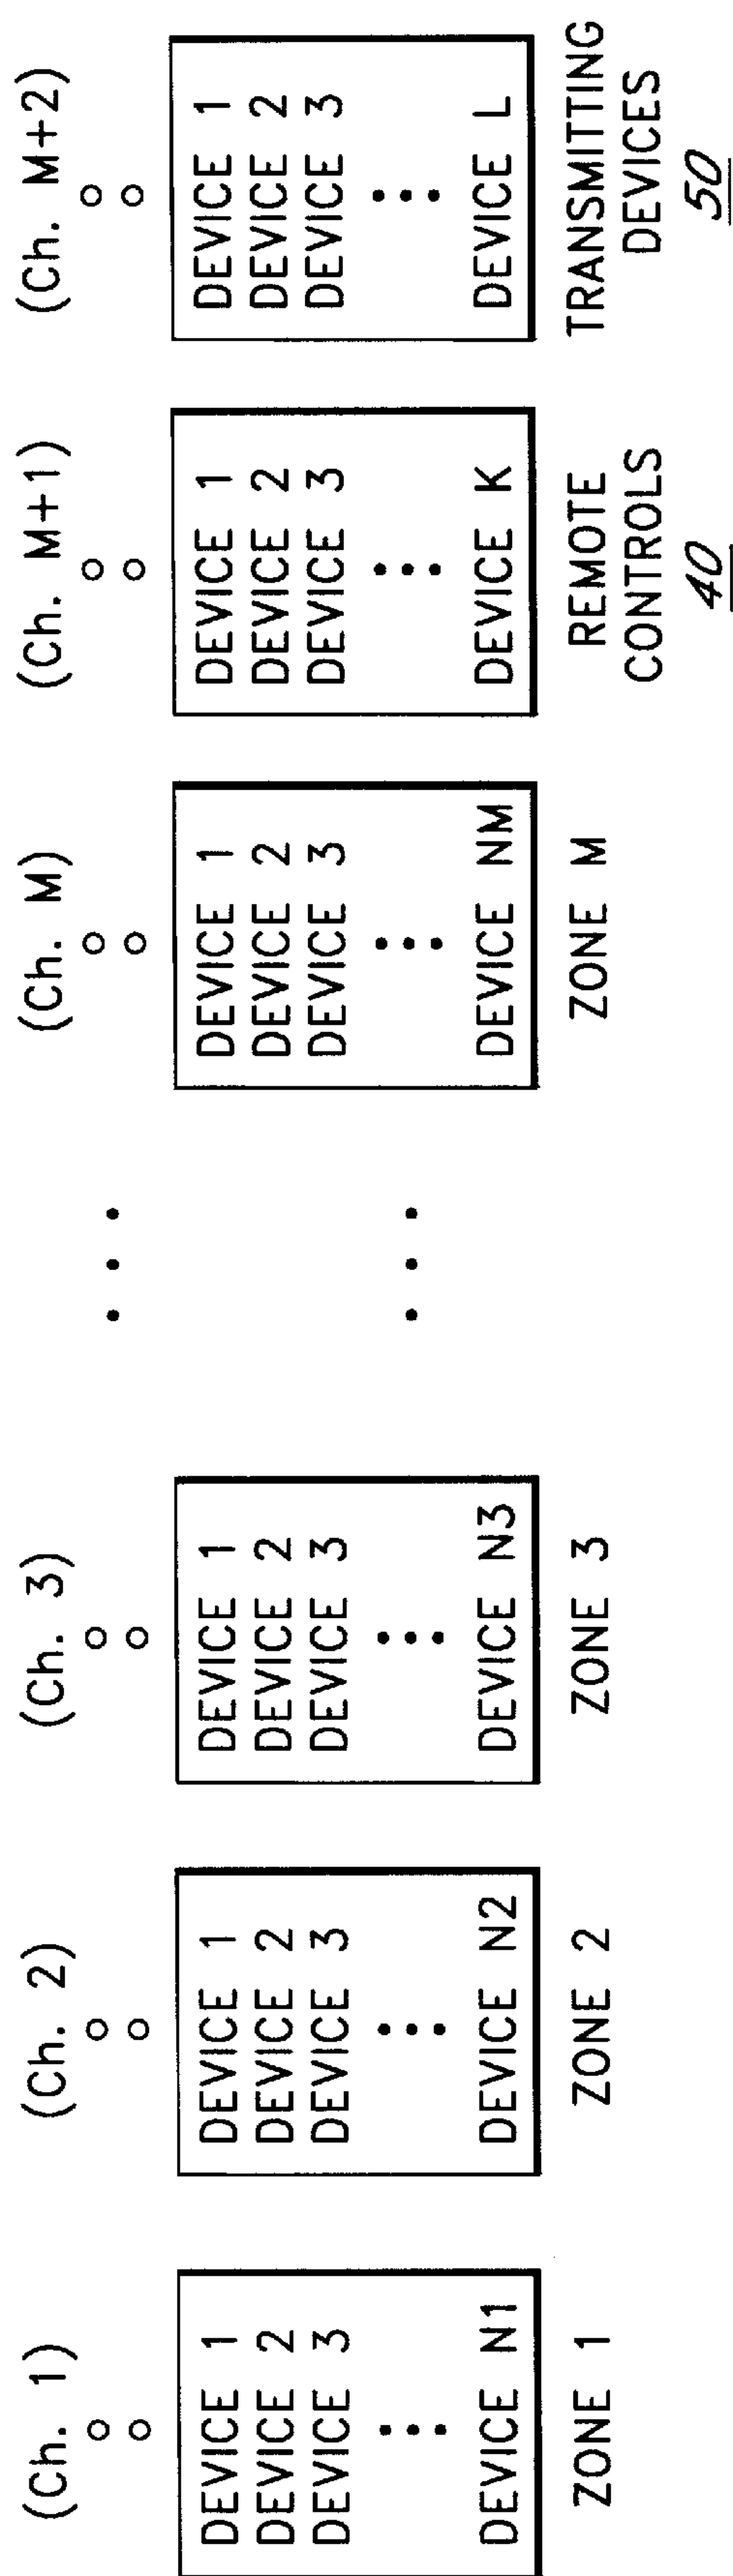 (Ch. 1)
DEVICE 1
DEVICE 2
DEVICE 3
DEVICE N1
ZONE 1
(Ch. 2)
DEVICE 1
DEVICE 2
DEVICE 3
DEVICE N2
ZONE 2
(Ch. 3)
DEVICE 1
DEVICE 2
DEVICE 3
DEVICE N3
ZONE 3
(Ch. M)
DEVICE 1
DEVICE 2
DEVICE 3
DEVICE NM
ZONE M
(Ch. M+1)
DEVICE 1
DEVICE 2
DEVICE 3
DEVICE K
REMOTE
CONTROLS
40
(Ch. M+2)
DEVICE 1
DEVICE 2
DEVICE 3
DEVICE L
TRANSMITTING
DEVICES
50